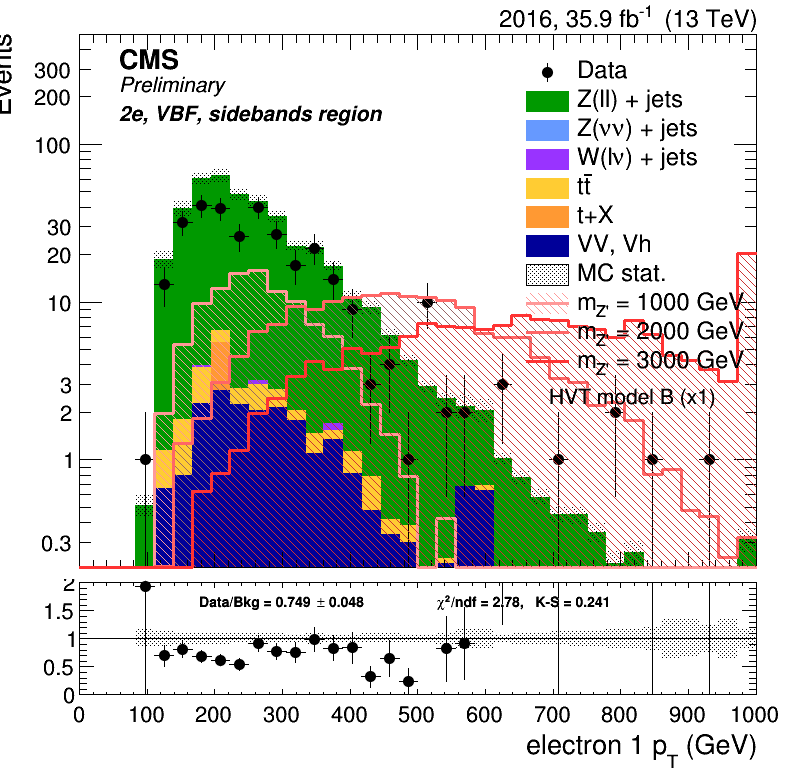 2016, 35.9 fb⁻¹ (13 TeV)
Events
CMS
Preliminary
2e, VBF, sidebands region
Data
Z(ll) + jets
Z(νν) + jets
W(lν) + jets
tt̄
t+X
VV, Vh
MC stat.
m_Z' = 1000 GeV
m_Z' = 2000 GeV
m_Z' = 3000 GeV
HVT model B (x1)
300
200
100
30
20
10
3
2
1
0.3
Data/Bkg = 0.749 ± 0.048 χ²/ndf = 2.78, K-S = 0.241
2
1.5
1
0.5
0
0 100 200 300 400 500 600 700 800 900 1000
electron 1 p_T (GeV)